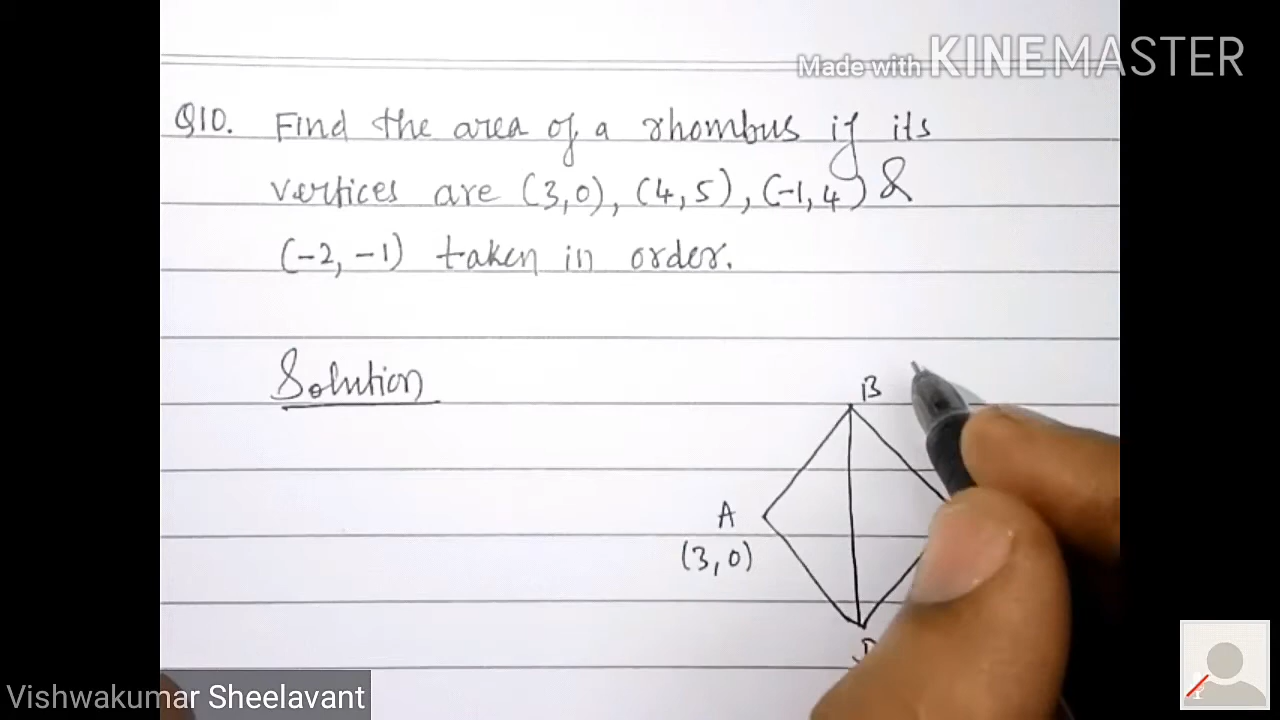 Made with KINEMASTER
Q10. Find the area of a rhombus if its
vertices are (3,0), (4,5), (-1,4) &
(-2, -1) taken in order.
Solution
B
A
(3,0)
D
Vishwakumar Sheelavant